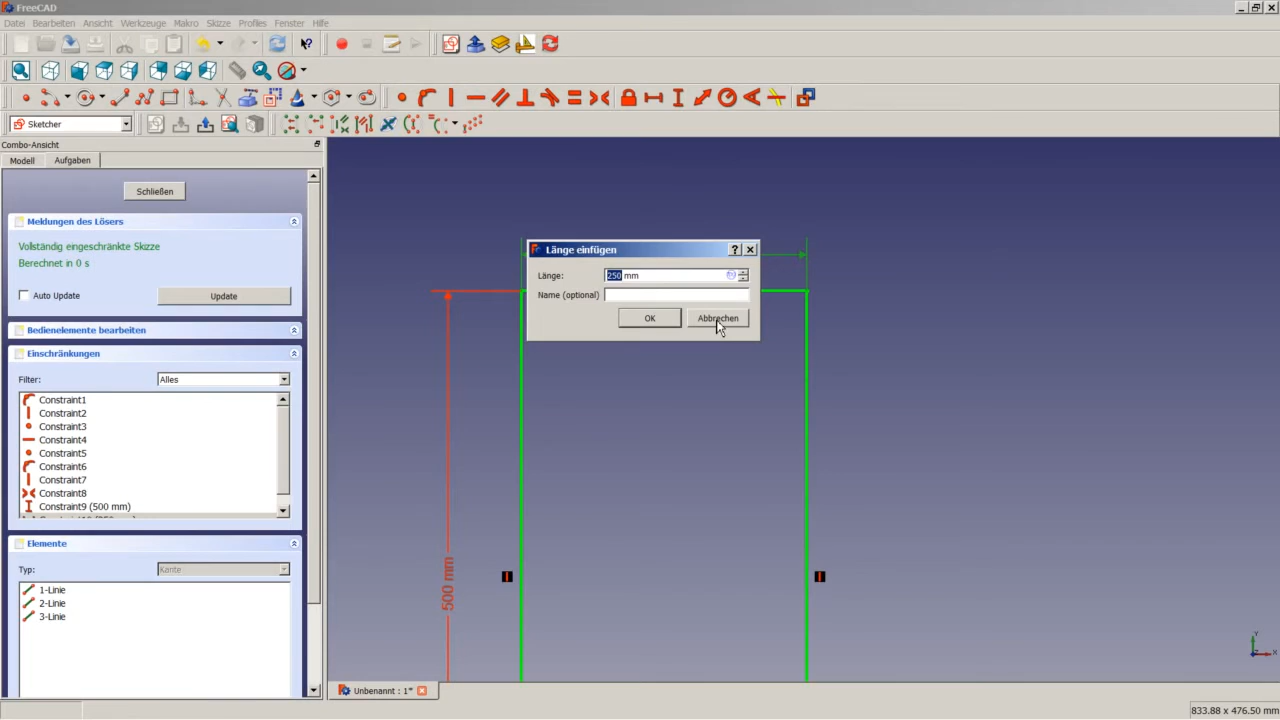 FreeCAD
Datei Bearbeiten Ansicht Werkzeuge Makro Skizze Profiles Fenster Hilfe
Sketcher
Combo-Ansicht
Modell Aufgaben
Schließen
Meldungen des Lösers
Vollständig eingeschränkte Skizze
Berechnet in 0 s
Auto Update Update
Bedienelemente bearbeiten
Einschränkungen
Filter: Alles
Constraint1
Constraint2
Constraint3
Constraint4
Constraint5
Constraint6
Constraint7
Constraint8
Constraint9 (500 mm)
Elemente
Typ: Kante
1-Linie
2-Linie
3-Linie
Länge einfügen
Länge: 250 mm
Name (optional)
OK Abbrechen
500 mm
Y
X
Unbenannt : 1*
833.88 x 476.50 mm